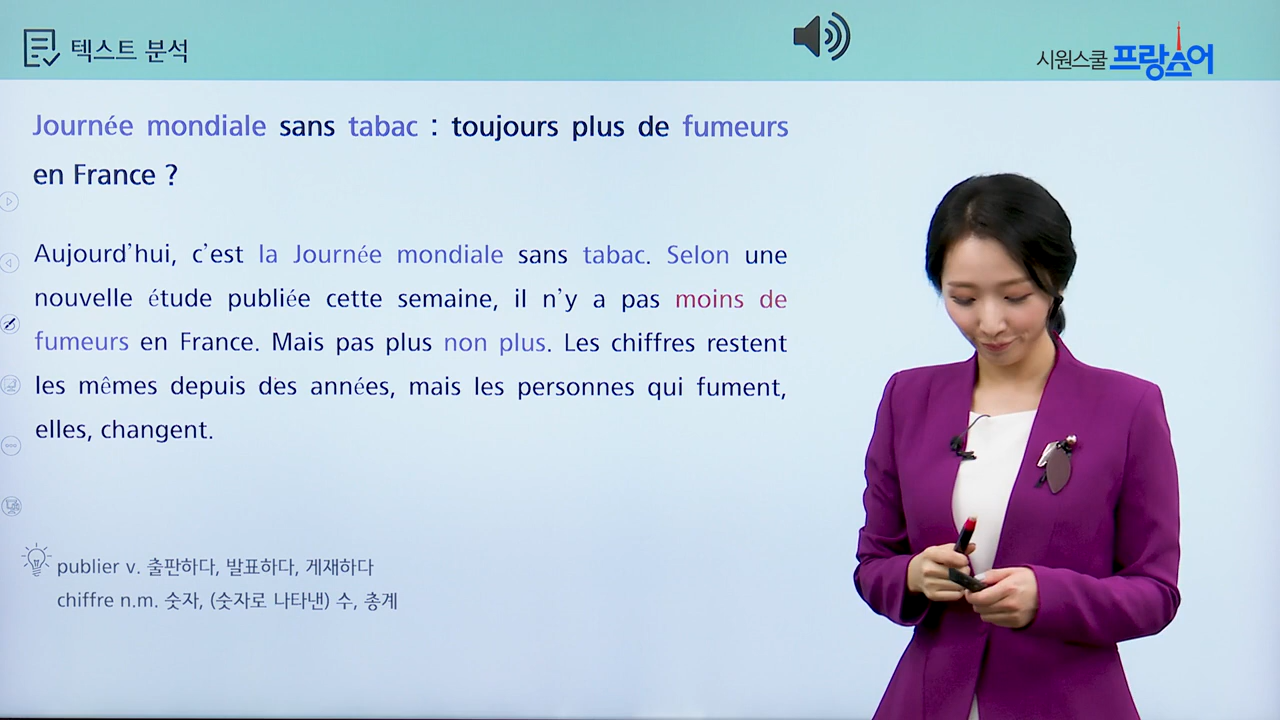 텍스트 분석
시원스쿨 프랑스어
Journée mondiale sans tabac : toujours plus de fumeurs
en France ?
Aujourd’hui, c’est la Journée mondiale sans tabac. Selon une
nouvelle étude publiée cette semaine, il n’y a pas moins de
fumeurs en France. Mais pas plus non plus. Les chiffres restent
les mêmes depuis des années, mais les personnes qui fument,
elles, changent.
publier v. 출판하다, 발표하다, 게재하다
chiffre n.m. 숫자, (숫자로 나타낸) 수, 총계